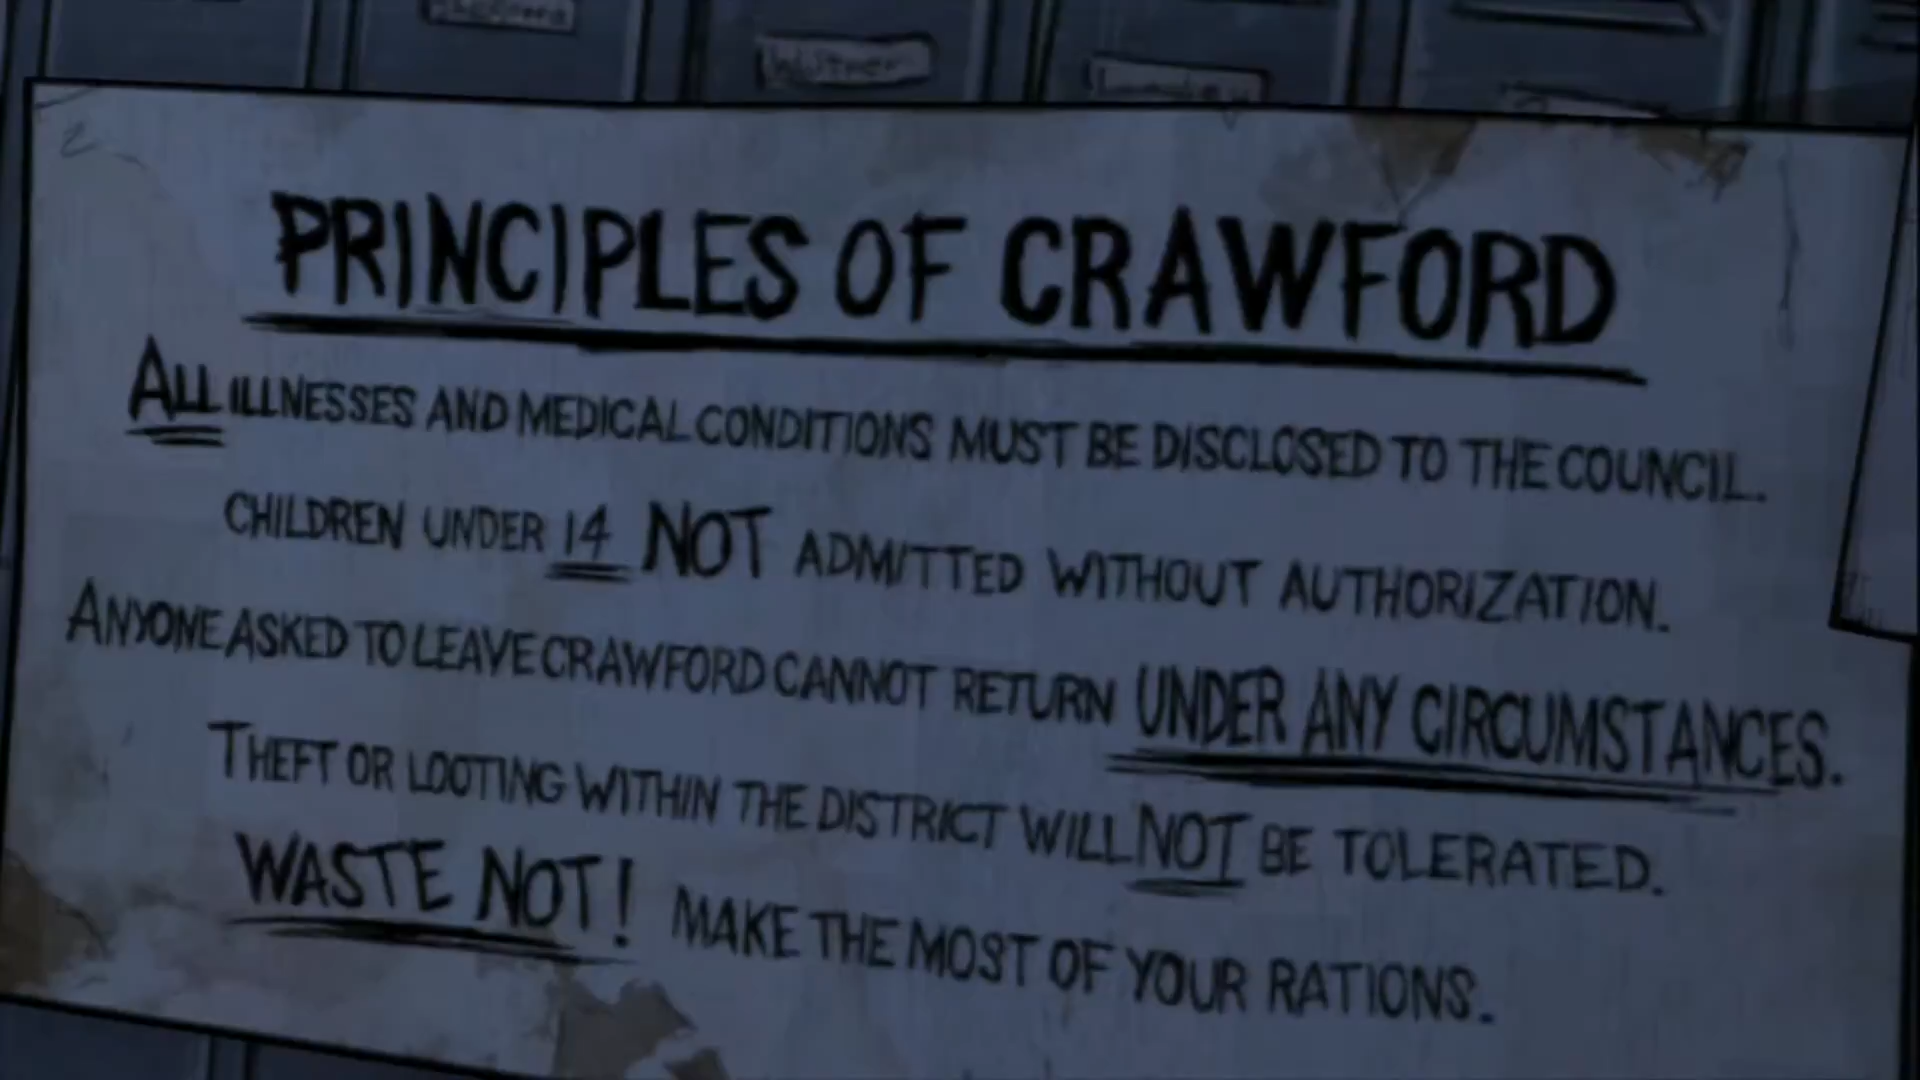 PRINCIPLES OF CRAWFORD
ALL ILLNESSES AND MEDICAL CONDITIONS MUST BE DISCLOSED TO THE COUNCIL.
CHILDREN UNDER 14 NOT ADMITTED WITHOUT AUTHORIZATION.
ANYONE ASKED TO LEAVE CRAWFORD CANNOT RETURN UNDER ANY CIRCUMSTANCES.
THEFT OR LOOTING WITHIN THE DISTRICT WILL NOT BE TOLERATED.
WASTE NOT! MAKE THE MOST OF YOUR RATIONS.